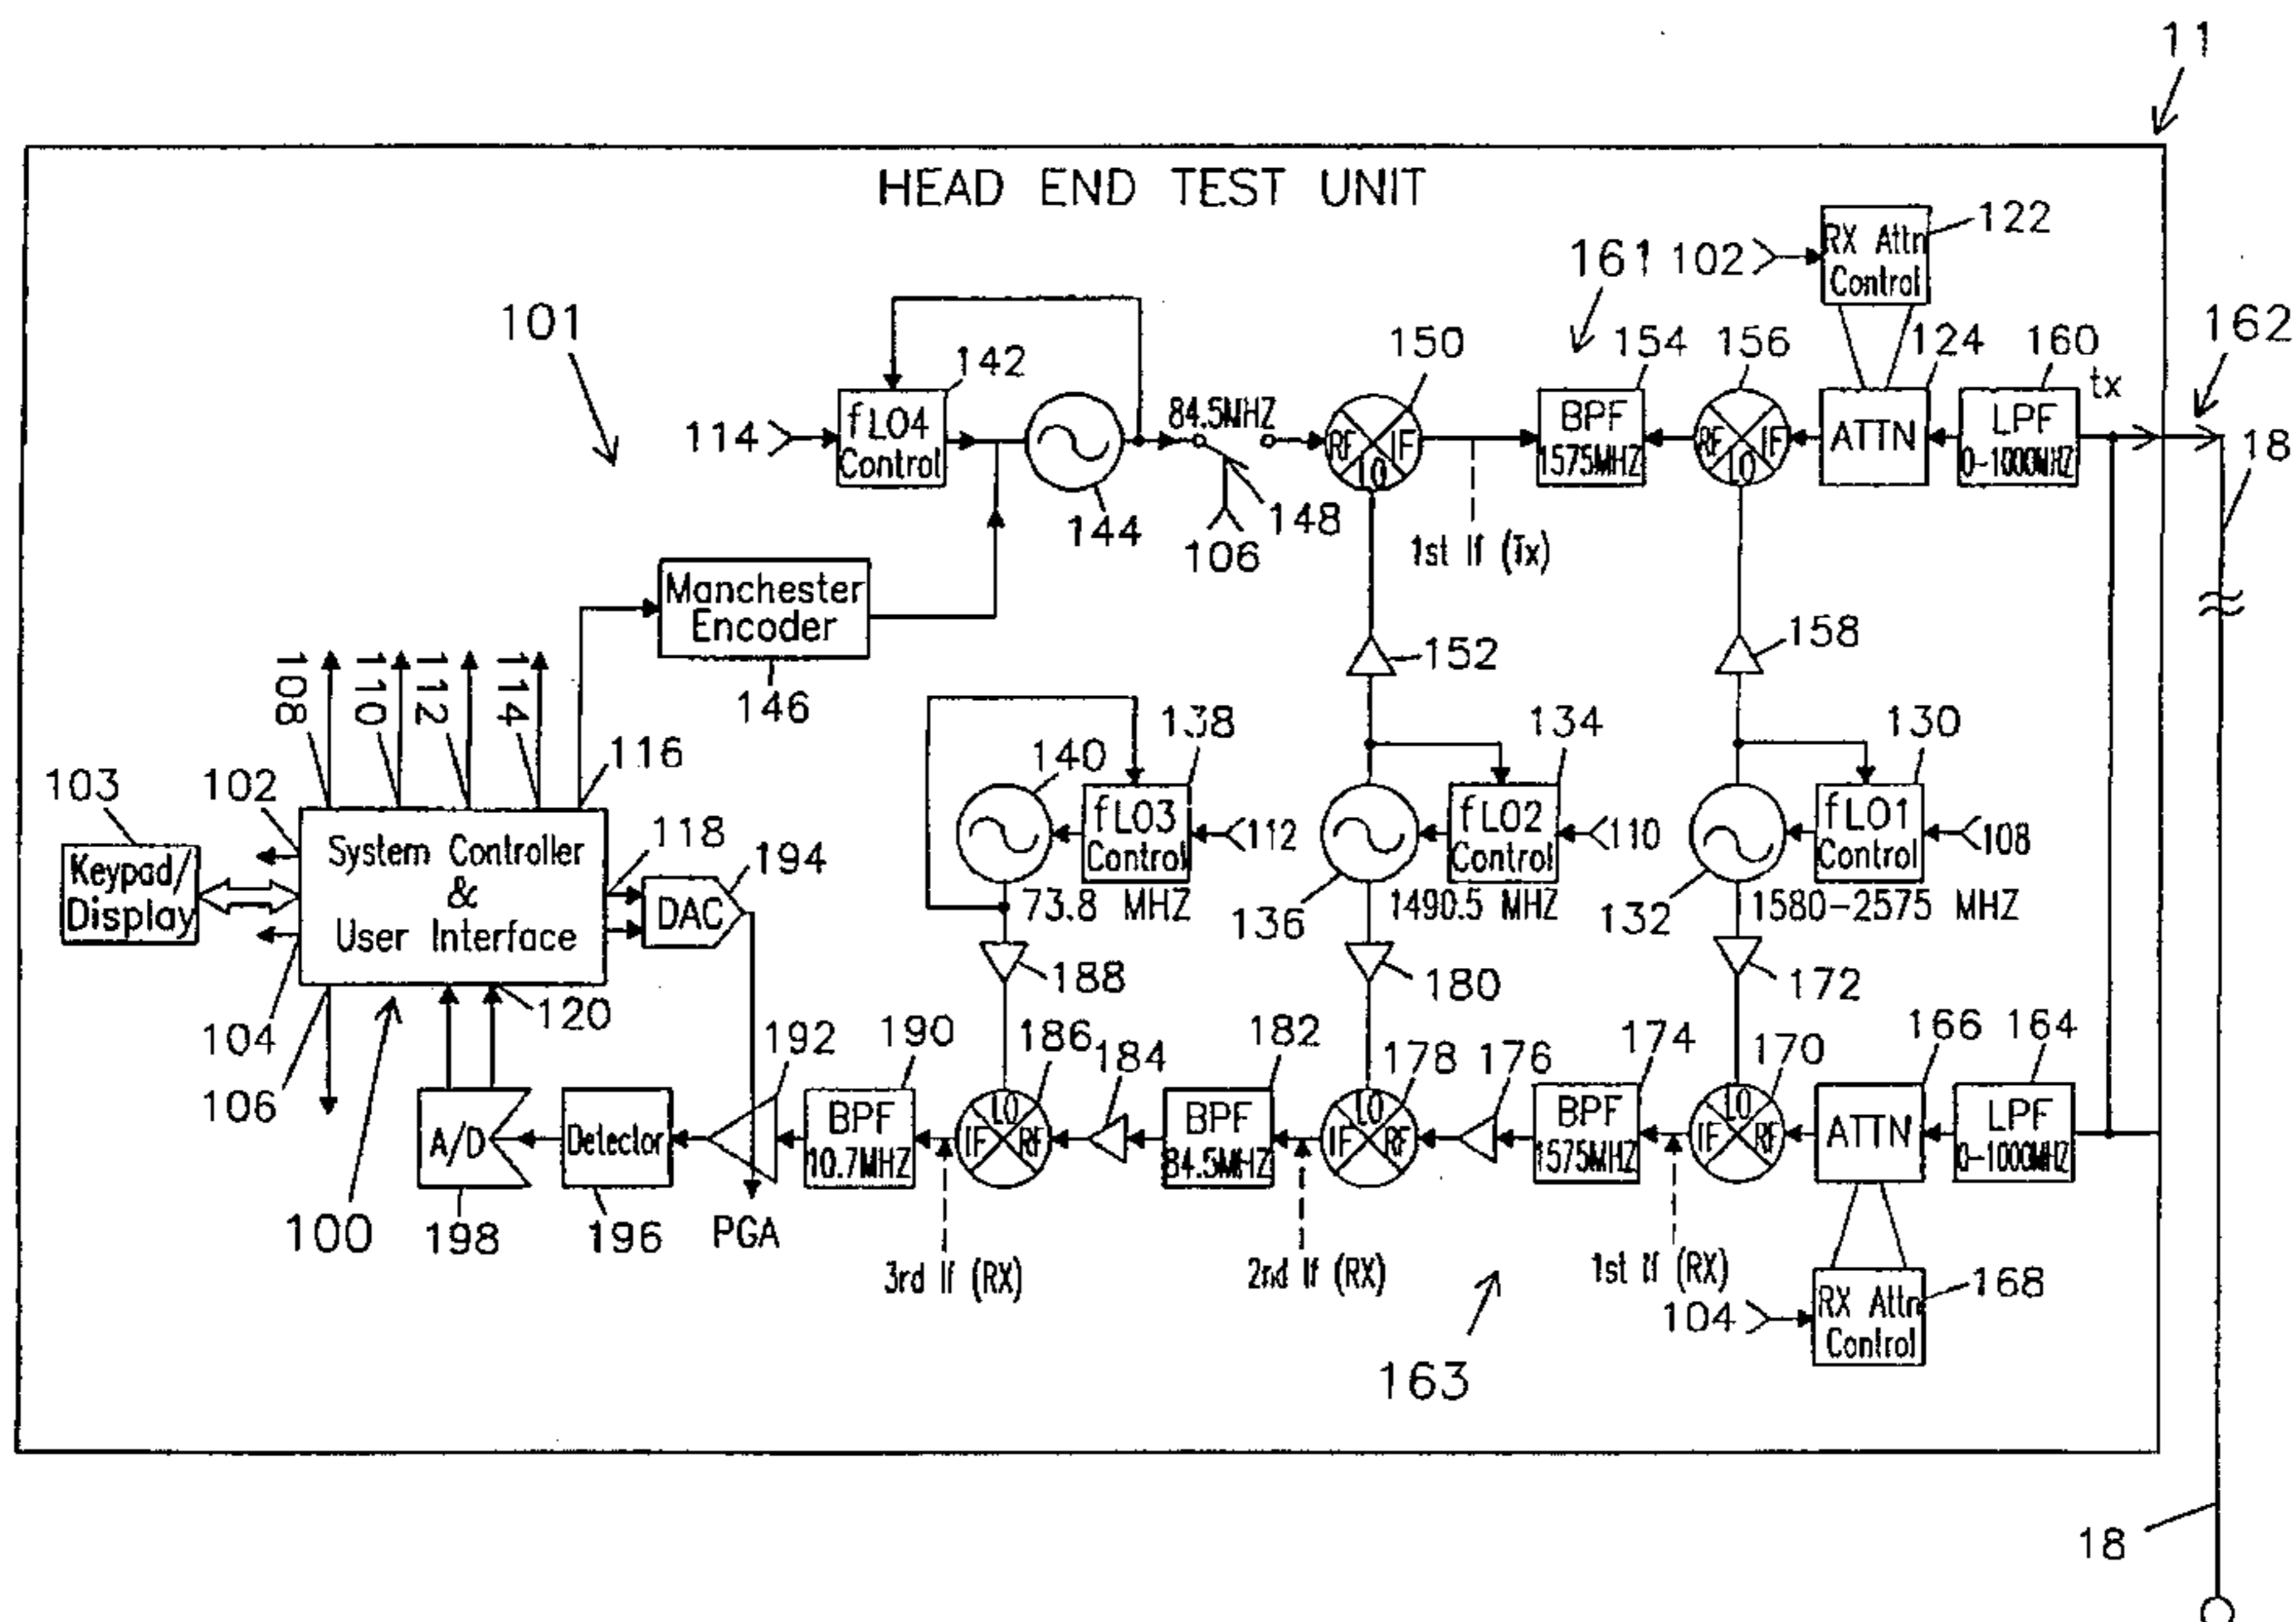 11
HEAD END TEST UNIT
122
RX Attn
Control
102
161
162
101
142
150
154
156
124
160
tx
18
84.5MHZ
114
fLO4
Control
RF
IF
LO
BPF
1575MHZ
RF
IF
LO
ATTN
LPF
0-1000MHZ
144
148
106
1st If (Tx)
Manchester
Encoder
146
152
158
108
110
112
114
116
138
134
130
140
103
102
118
194
Keypad/
Display
System Controller
&
User Interface
DAC
fLO3
Control
112
fLO2
Control
110
fLO1
Control
108
73.8 MHZ
136
1490.5 MHZ
132
1580-2575 MHZ
188
180
172
104
120
192
190
186
184
182
178
176
174
170
166
164
106
A/D
Detector
BPF
10.7MHZ
LO
IF
RF
BPF
84.5MHZ
LO
IF
RF
BPF
1575MHZ
LO
IF
RF
ATTN
LPF
0-1000MHZ
100
198
196
PGA
3rd If (RX)
2nd If (RX)
1st If (RX)
104
RX Attn
Control
168
163
18